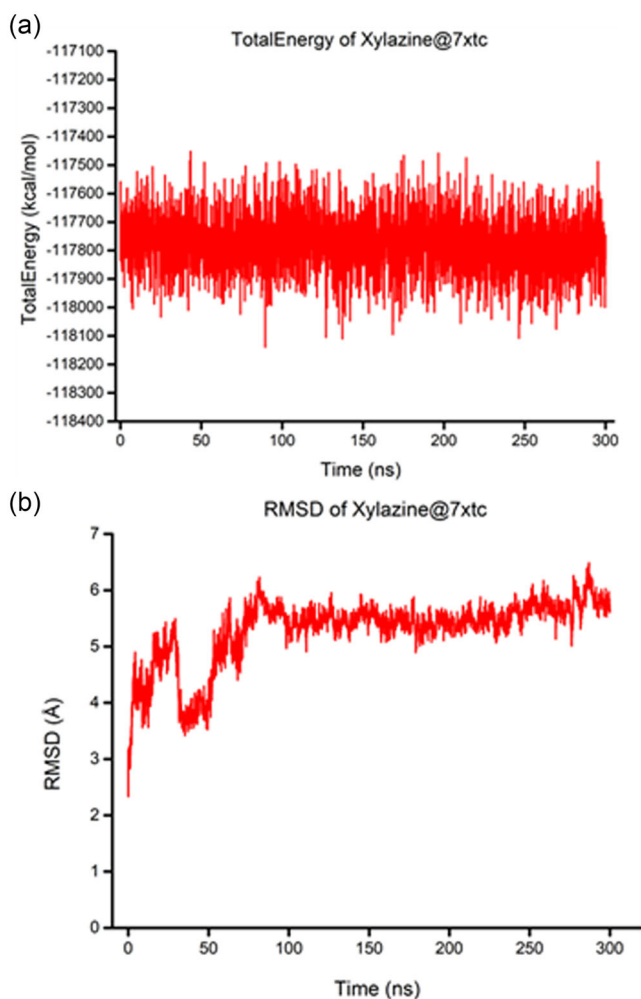 (a)
TotalEnergy of Xylazine@7xtc
TotalEnergy (kcal/mol)
-117100
-117200
-117300
-117400
-117500
-117600
-117700
-117800
-117900
-118000
-118100
-118200
-118300
-118400
0 50 100 150 200 250 300
Time (ns)
(b)
RMSD of Xylazine@7xtc
RMSD (Å)
7
6
5
4
3
2
1
0
0 50 100 150 200 250 300
Time (ns)